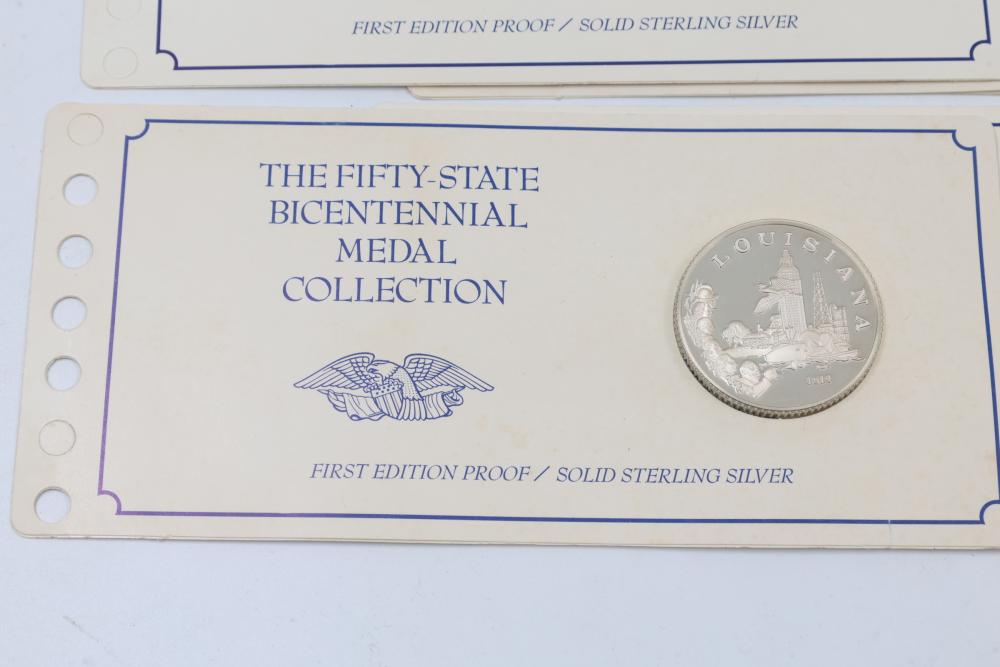 FIRST EDITION PROOF / SOLID STERLING SILVER
THE FIFTY-STATE
BICENTENNIAL
MEDAL
COLLECTION
LOUISIANA
1812
FIRST EDITION PROOF / SOLID STERLING SILVER